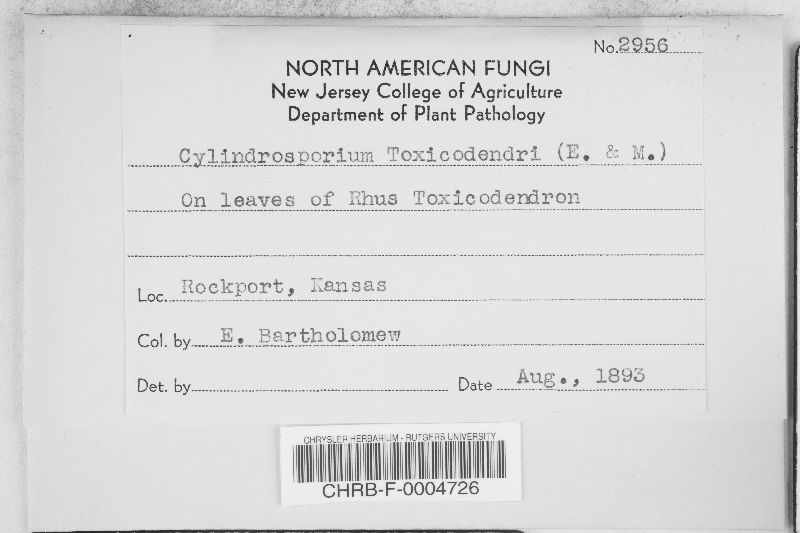 No. 2956
NORTH AMERICAN FUNGI
New Jersey College of Agriculture
Department of Plant Pathology
Cylindrosporium Toxicodendri (E. & M.)
On leaves of Rhus Toxicodendron
Loc. Rockport, Kansas
Col. by E. Bartholomew
Det. by Date Aug., 1893
CHRYSLER HERBARIUM - RUTGERS UNIVERSITY
CHRB-F-0004726